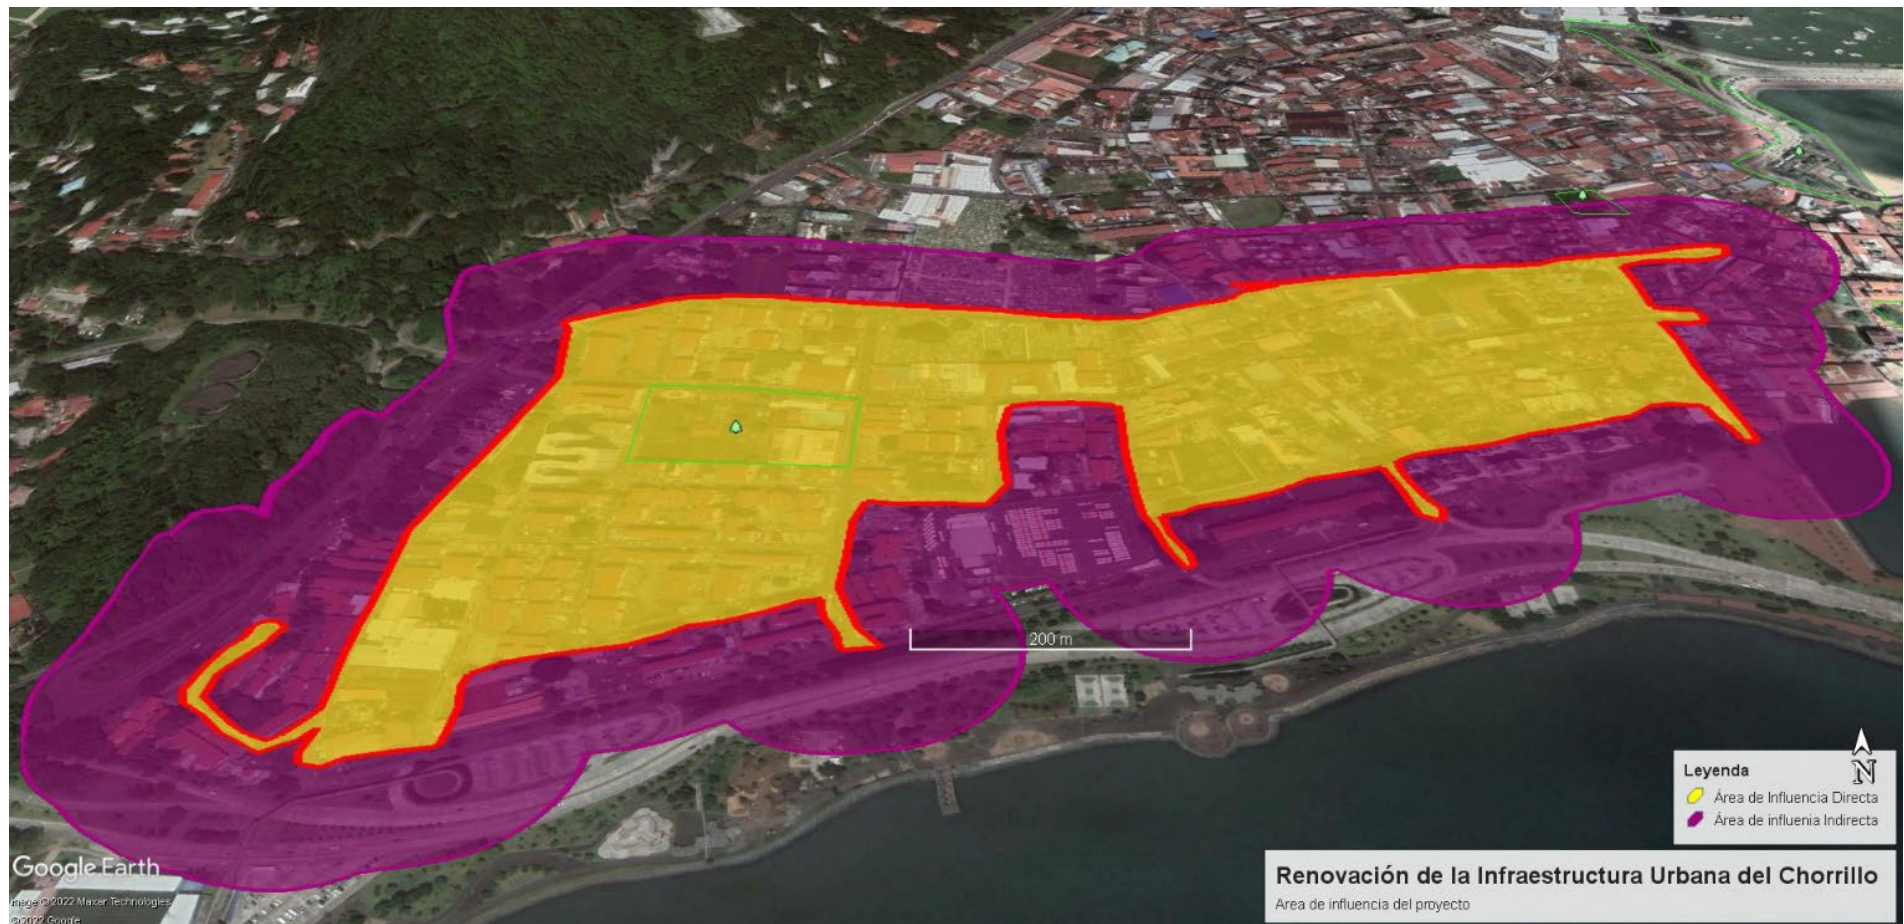 200 m
Leyenda
N
Área de Influencia Directa
Área de influenia Indirecta
Google Earth
Image © 2022 Maxar Technologies
© 2022 Google
Renovación de la Infraestructura Urbana del Chorrillo
Area de influencia del proyecto